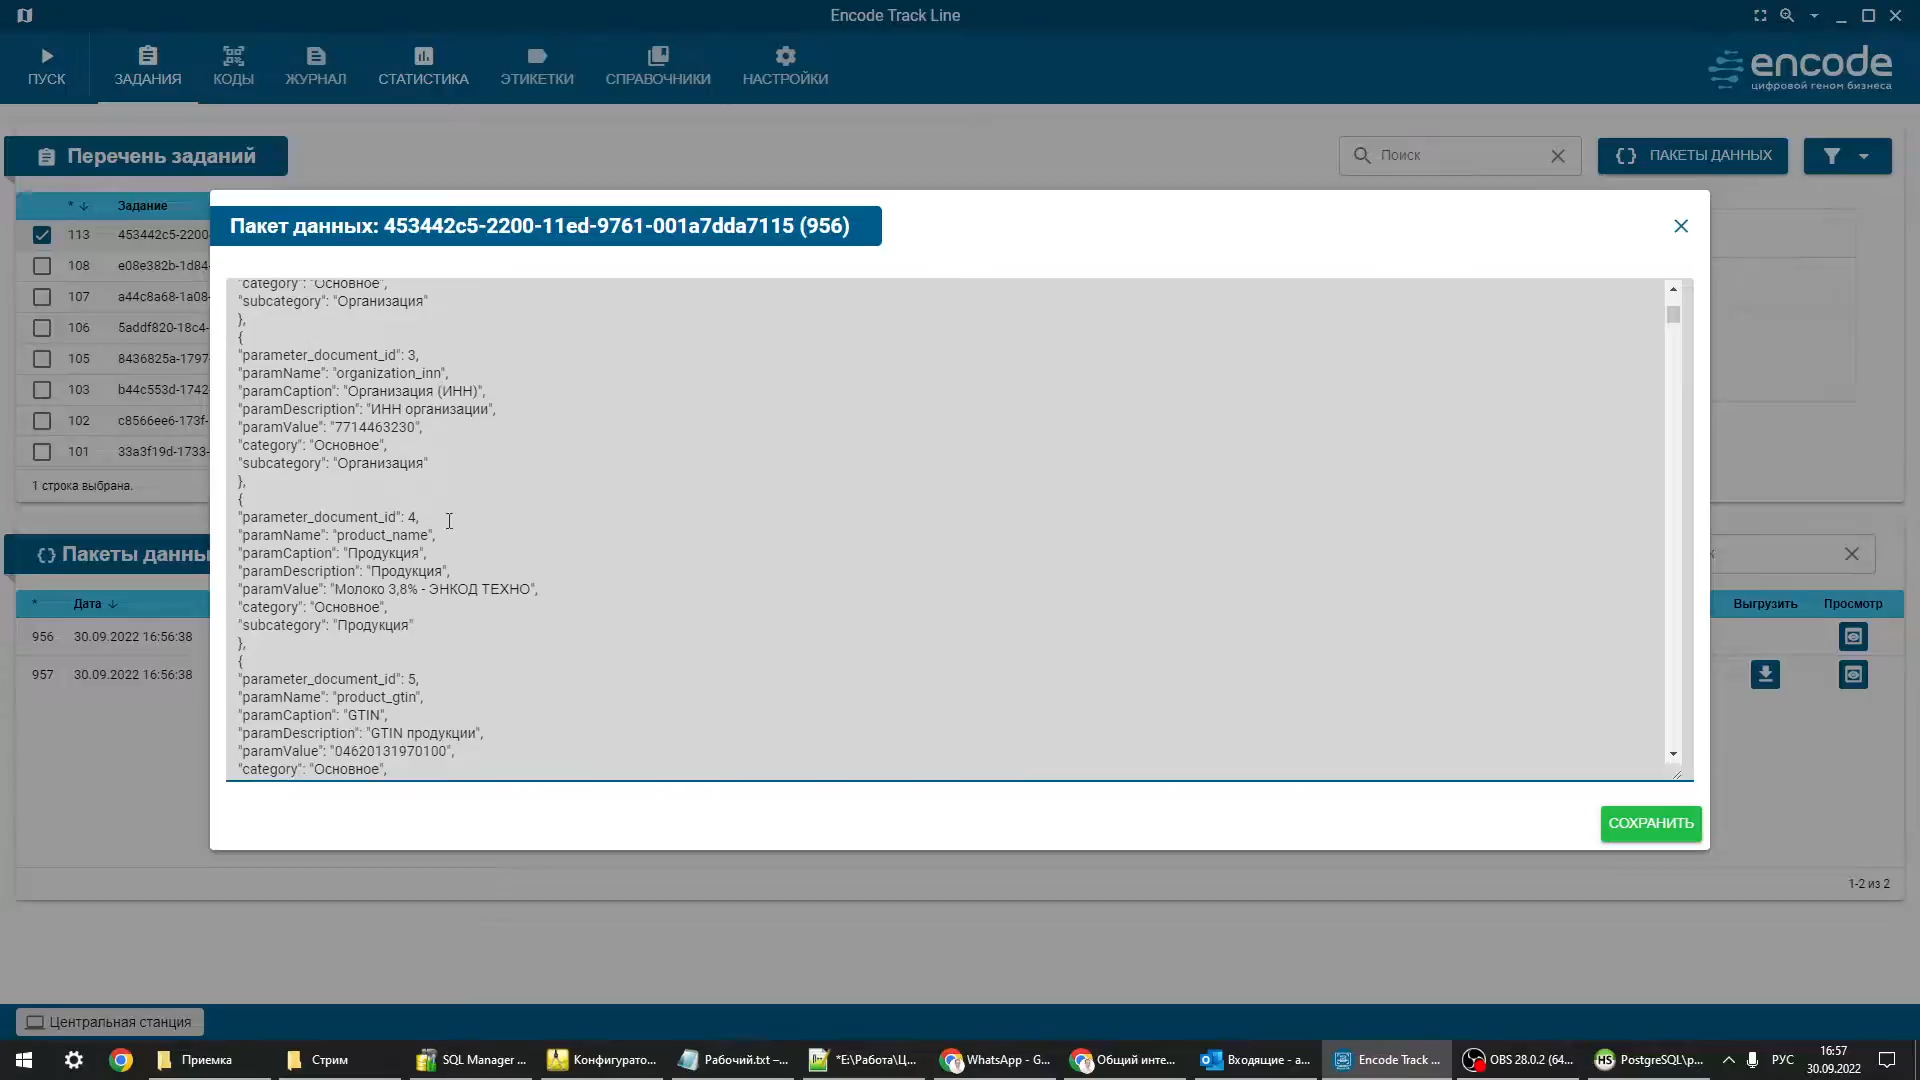 Encode Track Line
ПУСК
ЗАДАНИЯ
КОДЫ
ЖУРНАЛ
СТАТИСТИКА
ЭТИКЕТКИ
СПРАВОЧНИКИ
НАСТРОЙКИ
encode
цифровой геном бизнеса
Перечень заданий
Поиск
{} ПАКЕТЫ ДАННЫХ
* Задание
113 453442c5-2200
108 e08e382b-1d84-
107 a44c8a68-1a08-
106 5addf820-18c4-
105 8436825a-1797
103 b44c553d-1742
102 c8566ee6-173f-
101 33a3f19d-1733-
1 строка выбрана.
Пакет данных: 453442c5-2200-11ed-9761-001a7dda7115 (956)
"category": "Основное",
"subcategory": "Организация"
},
{
"parameter_document_id": 3,
"paramName": "organization_inn",
"paramCaption": "Организация (ИНН)",
"paramDescription": "ИНН организации",
"paramValue": "7714463230",
"category": "Основное",
"subcategory": "Организация"
},
{
"parameter_document_id": 4,
"paramName": "product_name",
"paramCaption": "Продукция",
"paramDescription": "Продукция",
"paramValue": "Молоко 3,8% - ЭНКОД ТЕХНО",
"category": "Основное",
"subcategory": "Продукция"
},
{
"parameter_document_id": 5,
"paramName": "product_gtin",
"paramCaption": "GTIN",
"paramDescription": "GTIN продукции",
"paramValue": "04620131970100",
"category": "Основное",
СОХРАНИТЬ
{} Пакеты данны
* Дата
Выгрузить Просмотр
956 30.09.2022 16:56:38
957 30.09.2022 16:56:38
1-2 из 2
Центральная станция
Приемка
Стрим
SQL Manager ...
Конфигурато...
Рабочий.txt –...
*E:\Работа\Ц...
WhatsApp - G...
Общий инте...
Входящие - a...
Encode Track ...
OBS 28.0.2 (64...
HS
PostgreSQL\p...
РУС
16:57
30.09.2022